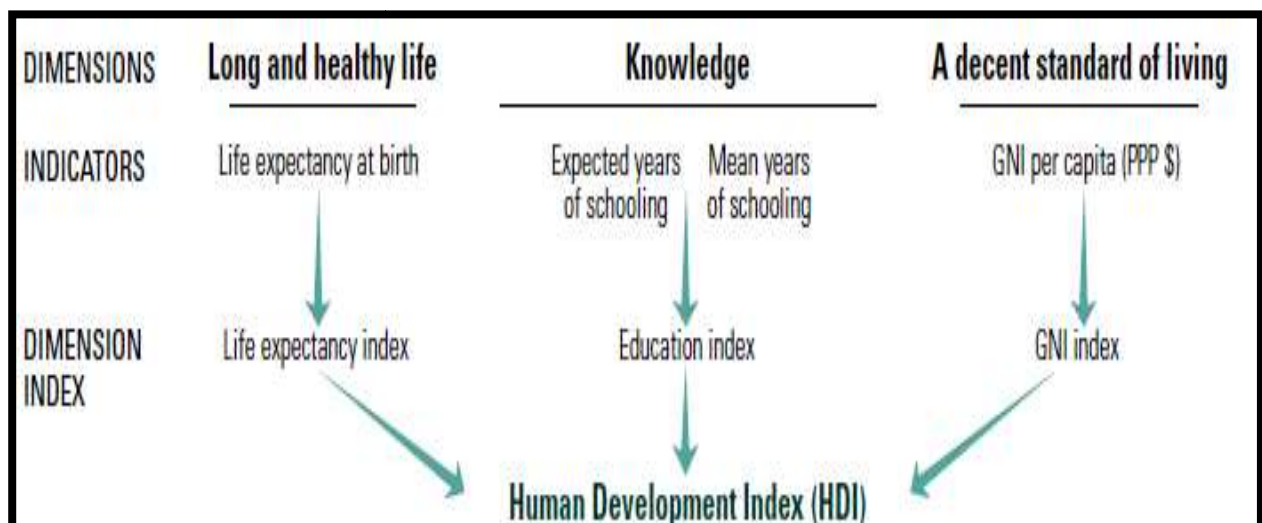 DIMENSIONS Long and healthy life Knowledge A decent standard of living
INDICATORS Life expectancy at birth Expected years of schooling Mean years of schooling GNI per capita (PPP $)
DIMENSION INDEX Life expectancy index Education index GNI index
Human Development Index (HDI)